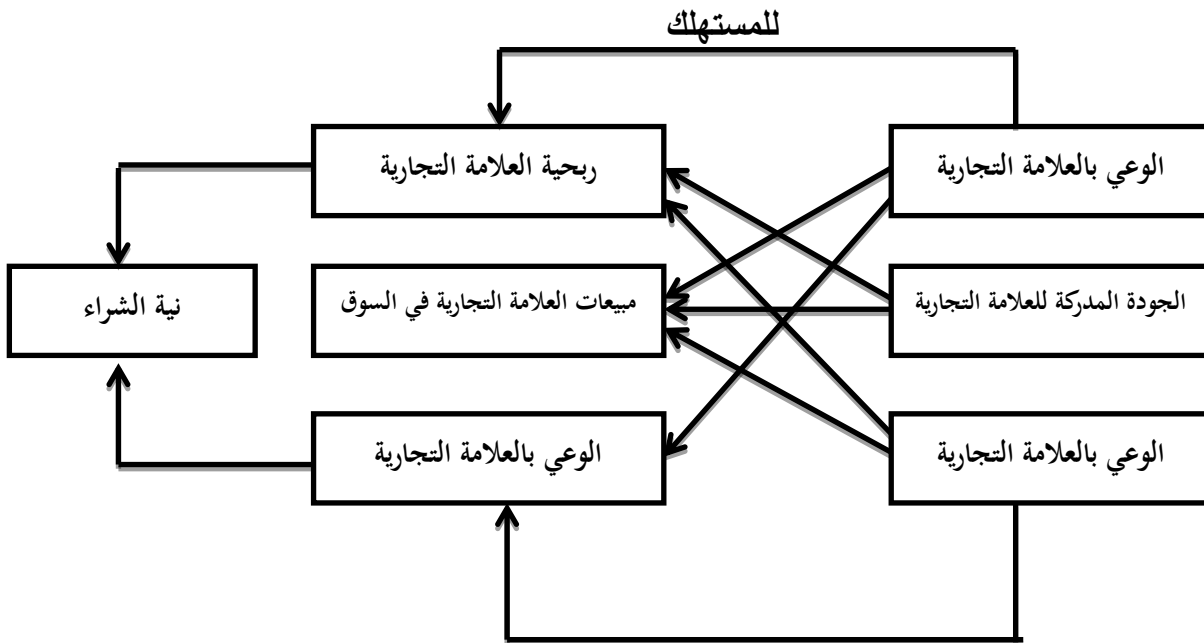 للمستهلك
الوعي بالعلامة التجارية
ربحية العلامة التجارية
الجودة المدركة للعلامة التجارية
مبيعات العلامة التجارية في السوق
نية الشراء
الوعي بالعلامة التجارية
الوعي بالعلامة التجارية